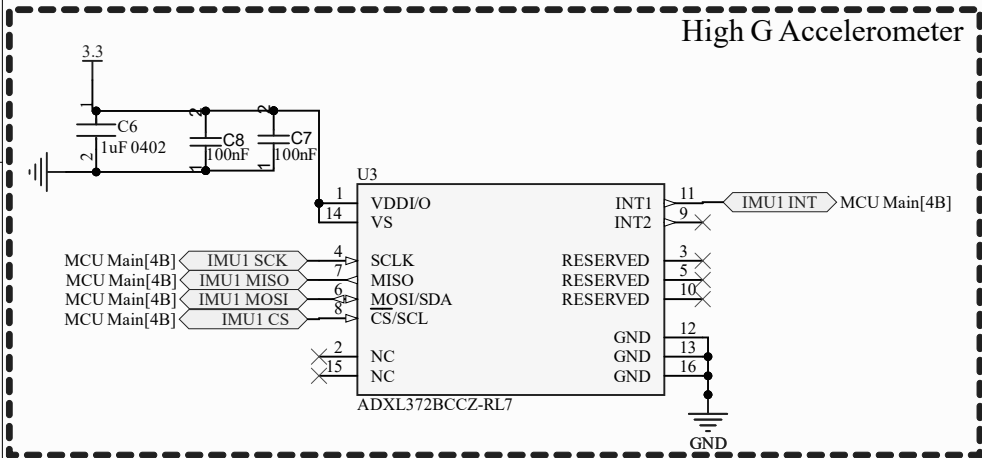 High G Accelerometer
3.3
1
2
2
C6
1uF 0402
C8
100nF
C7
100nF
2
1
1
U3
1
VDDI/O
14
VS
4
SCLK
7
MISO
6
MOSI/SDA
8
CS/SCL
2
NC
15
NC
MCU Main[4B]
IMU1 SCK
MCU Main[4B]
IMU1 MISO
MCU Main[4B]
IMU1 MOSI
MCU Main[4B]
IMU1 CS
INT1
11
IMU1 INT
MCU Main[4B]
INT2
9
RESERVED
3
RESERVED
5
RESERVED
10
GND
12
GND
13
GND
16
ADXL372BCCZ-RL7
GND